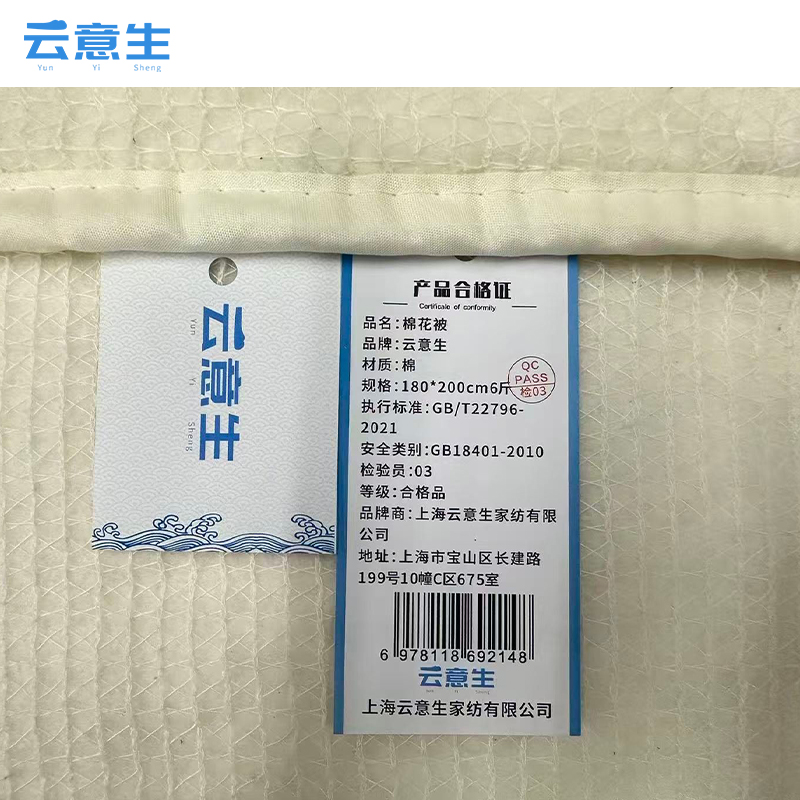 云意生
Yun Yi Sheng
云意生
Yun Yi Sheng
产品合格证
Certificale of conformity
品名:棉花被
品牌:云意生
材质:棉
规格:180*200cm6斤
QC
PASS
检03
执行标准:GB/T22796-
2021
安全类别:GB18401-2010
检验员:03
等级:合格品
品牌商:上海云意生家纺有限
公司
地址:上海市宝山区长建路
199号10幢C区675室
6 978118 692148
云意生
上海云意生家纺有限公司